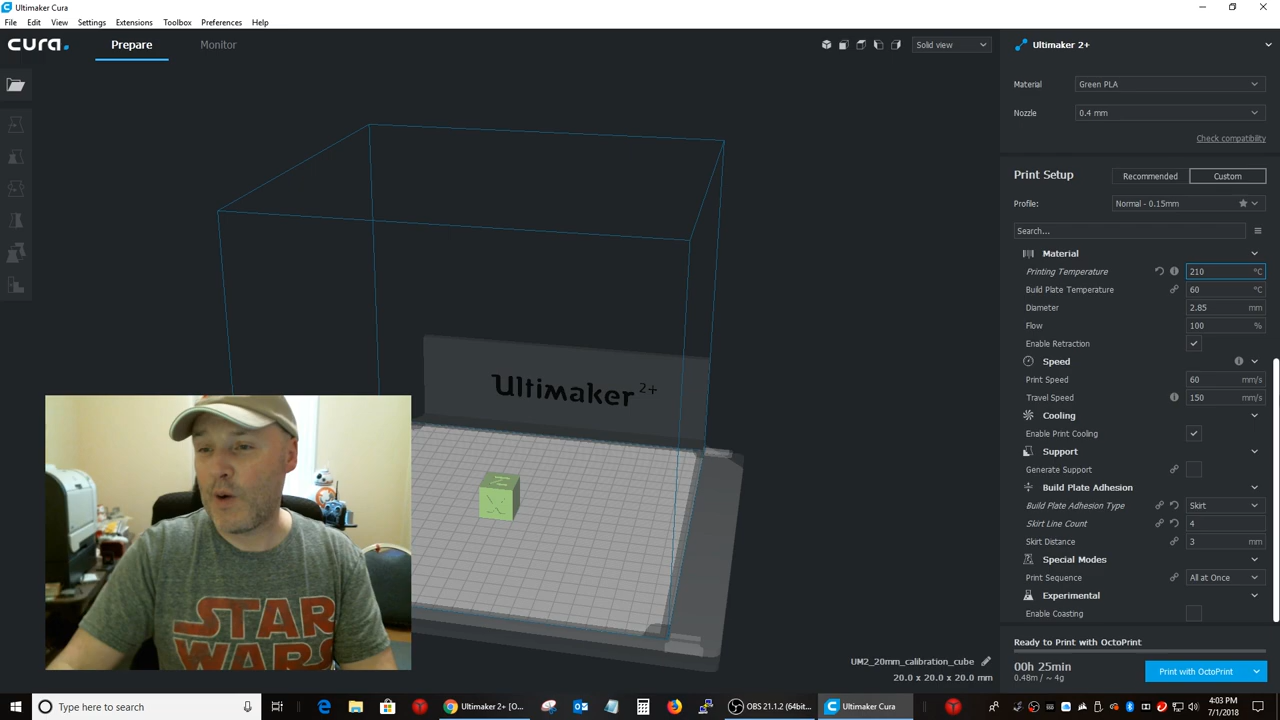 Ultimaker Cura
File Edit View Settings Extensions Toolbox Preferences Help
cura.
Prepare
Monitor
Solid view
Ultimaker 2+
Material
Green PLA
Nozzle
0.4 mm
Check compatibility
Print Setup
Recommended
Custom
Profile:
Normal - 0.15mm
Search...
Material
Printing Temperature
210 °C
Build Plate Temperature
60 °C
Diameter
2.85 mm
Flow
100 %
Enable Retraction
Speed
Print Speed
60 mm/s
Travel Speed
150 mm/s
Cooling
Enable Print Cooling
Support
Generate Support
Build Plate Adhesion
Build Plate Adhesion Type
Skirt
Skirt Line Count
4
Skirt Distance
3 mm
Special Modes
Print Sequence
All at Once
Experimental
Enable Coasting
Ultimaker 2+
STAR
WARS
UM2_20mm_calibration_cube
20.0 x 20.0 x 20.0 mm
Ready to Print with OctoPrint
00h 25min
0.48m / ~ 4g
Print with OctoPrint
Type here to search
Ultimaker 2+ [O...
OBS 21.1.2 (64bit...
Ultimaker Cura
4:03 PM
7/1/2018